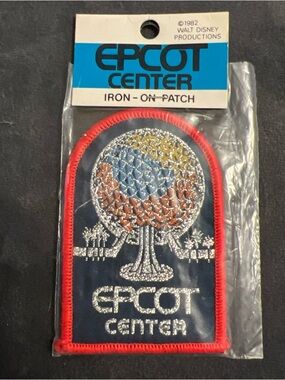 ©1982
WALT DISNEY
PRODUCTIONS
EPCOT
CENTER
IRON-ON-PATCH
EPCOT
CENTER